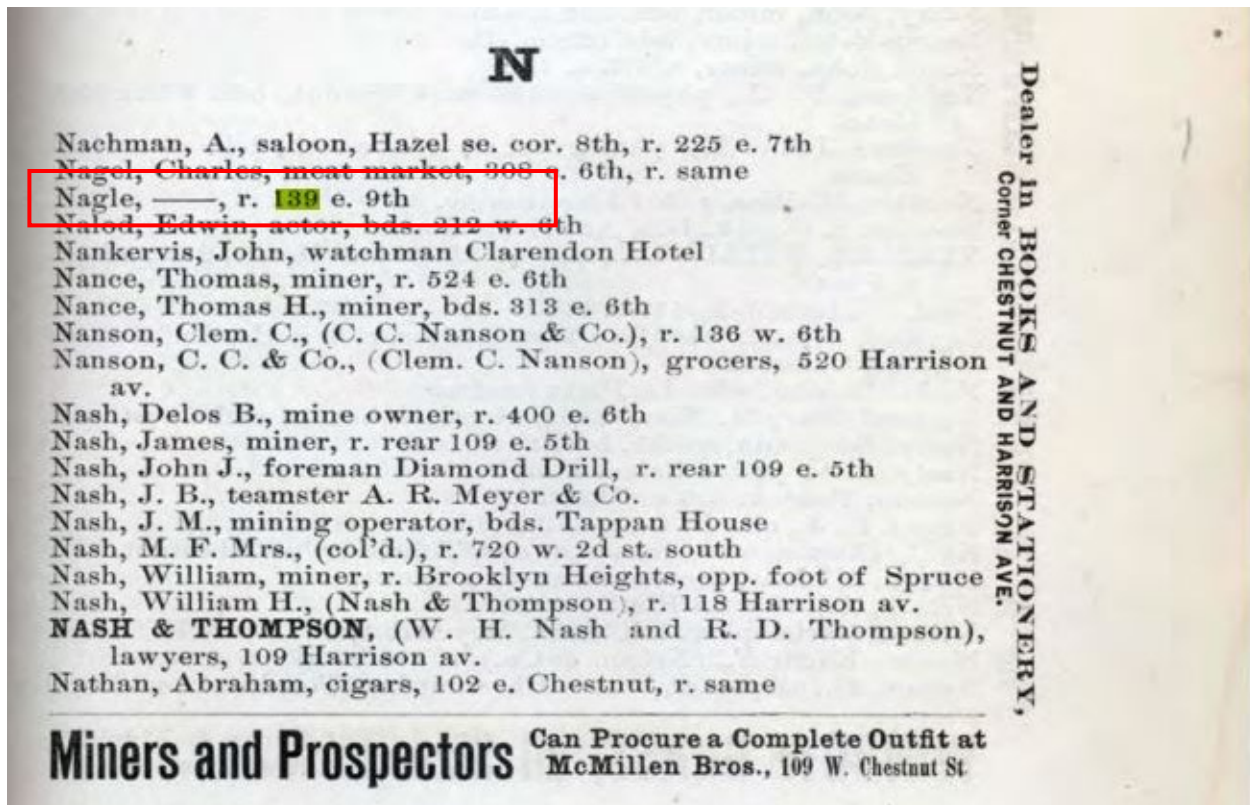 N
Nachman, A., saloon, Hazel se. cor. 8th, r. 225 e. 7th
Nagel, Charles, meat market, 308 e. 6th, r. same
Nagle, ——, r. 139 e. 9th
Nalod, Edwin, actor, bds. 212 w. 6th
Nankervis, John, watchman Clarendon Hotel
Nance, Thomas, miner, r. 524 e. 6th
Nance, Thomas H., miner, bds. 313 e. 6th
Nanson, Clem. C., (C. C. Nanson & Co.), r. 136 w. 6th
Nanson, C. C. & Co., (Clem. C. Nanson), grocers, 520 Harrison
av.
Nash, Delos B., mine owner, r. 400 e. 6th
Nash, James, miner, r. rear 109 e. 5th
Nash, John J., foreman Diamond Drill, r. rear 109 e. 5th
Nash, J. B., teamster A. R. Meyer & Co.
Nash, J. M., mining operator, bds. Tappan House
Nash, M. F. Mrs., (col'd.), r. 720 w. 2d st. south
Nash, William, miner, r. Brooklyn Heights, opp. foot of Spruce
Nash, William H., (Nash & Thompson), r. 118 Harrison av.
NASH & THOMPSON, (W. H. Nash and R. D. Thompson),
lawyers, 109 Harrison av.
Nathan, Abraham, cigars, 102 e. Chestnut, r. same
Miners and Prospectors
Can Procure a Complete Outfit at
McMillen Bros., 109 W. Chestnut St
Dealer in BOOKS AND STATIONERY,
Corner CHESTNUT AND HARRISON AVE.